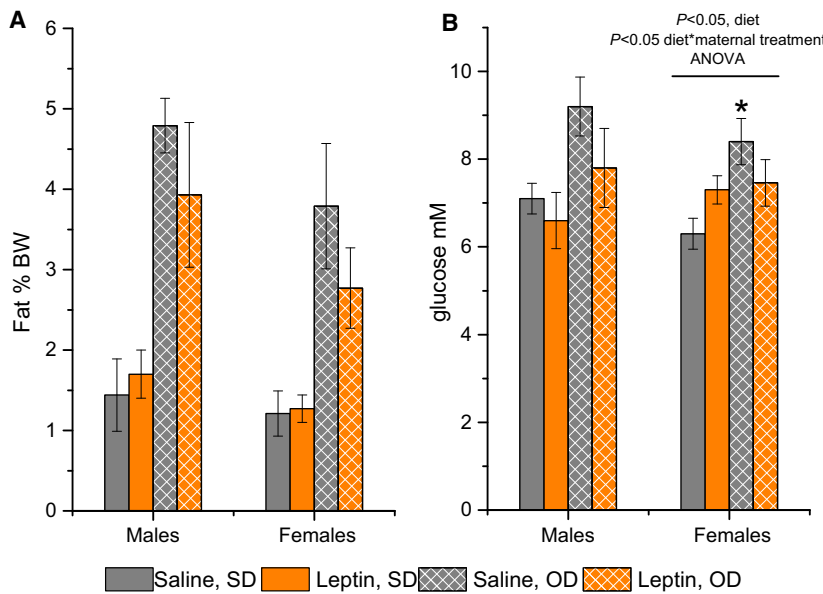 A
Fat % BW
6
5
4
3
2
1
0
Males Females
B
P<0.05, diet
P<0.05 diet*maternal treatment
ANOVA
*
glucose mM
10
8
6
4
2
0
Males Females
Saline, SD Leptin, SD Saline, OD Leptin, OD